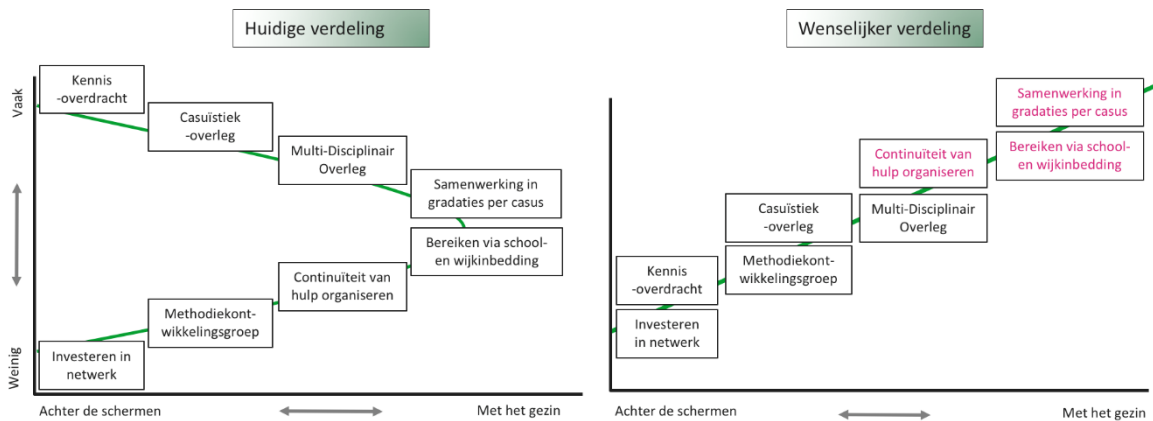 Huidige verdeling
Vaak
Weinig
Kennis
-overdracht
Casuïstiek
-overleg
Multi-Disciplinair
Overleg
Samenwerking in
gradaties per casus
Bereiken via school-
en wijkinbedding
Continuïteit van
hulp organiseren
Methodiekont-
wikkelingsgroep
Investeren in
netwerk
Achter de schermen
Met het gezin
Wenselijker verdeling
Samenwerking in
gradaties per casus
Bereiken via school-
en wijkinbedding
Continuïteit van
hulp organiseren
Multi-Disciplinair
Overleg
Casuïstiek
-overleg
Methodiekont-
wikkelingsgroep
Kennis
-overdracht
Investeren
in netwerk
Achter de schermen
Met het gezin